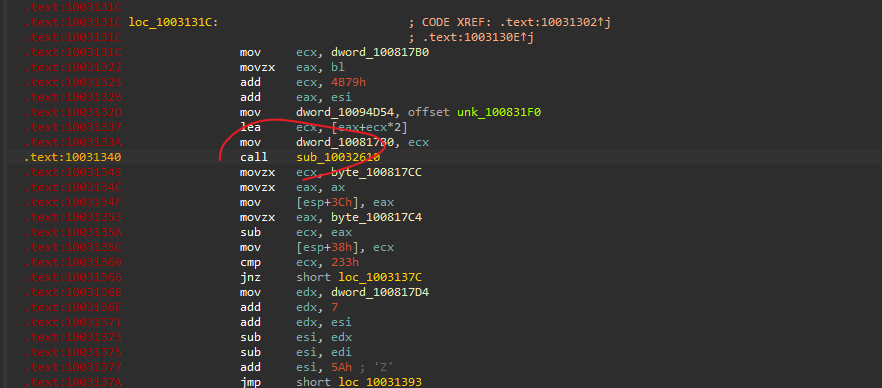 .text:1003131C
.text:1003131C loc_1003131C: ; CODE XREF: .text:10031302↑j
.text:1003131C ; .text:1003130E↑j
.text:1003131C mov ecx, dword_100817B0
.text:10031322 movzx eax, bl
.text:10031325 add ecx, 4B79h
.text:1003132B add eax, esi
.text:1003132D mov dword_10094D54, offset unk_100831F0
.text:10031337 lea ecx, [eax+ecx*2]
.text:1003133A mov dword_100817B0, ecx
.text:10031340 call sub_10032610
.text:10031345 movzx ecx, byte_100817CC
.text:1003134C movzx eax, ax
.text:1003134F mov [esp+3Ch], eax
.text:10031353 movzx eax, byte_100817C4
.text:1003135A sub ecx, eax
.text:1003135C mov [esp+38h], ecx
.text:10031360 cmp ecx, 233h
.text:10031366 jnz short loc_1003137C
.text:10031368 mov edx, dword_100817D4
.text:1003136E add edx, 7
.text:10031371 add edx, esi
.text:10031373 sub esi, edx
.text:10031375 sub esi, edi
.text:10031377 add esi, 5Ah ; 'Z'
.text:1003137A jmp short loc_10031393